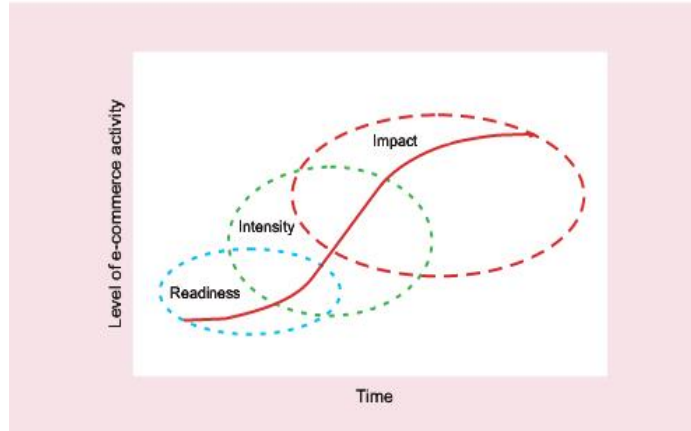 Impact
Intensity
Readiness
Level of e-commerce activity
Time